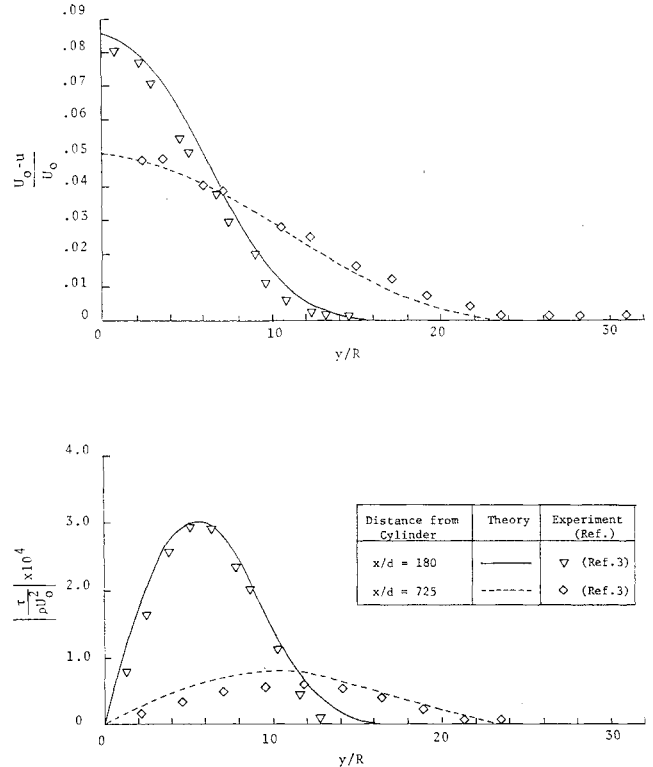 .09
.08
.07
.06
.05
.04
.03
.02
.01
0
U_o -u
U_o
0 10 20 30
y/R
4.0
3.0
2.0
1.0
0
|τ/ρU_o^2| x10^4
0 10 20 30
y/R
Distance from Cylinder Theory Experiment (Ref.)
x/d = 180 (Ref.3)
x/d = 725 (Ref.3)